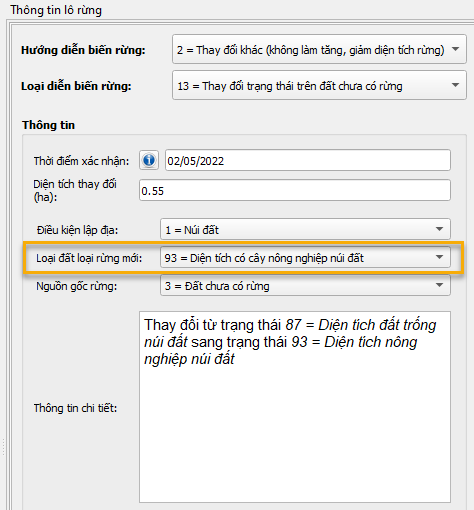 Thông tin lô rừng
Hướng diễn biến rừng: 2 = Thay đổi khác (không làm tăng, giảm diện tích rừng)
Loại diễn biến rừng: 13 = Thay đổi trạng thái trên đất chưa có rừng
Thông tin
Thời điểm xác nhận: 02/05/2022
Diện tích thay đổi
(ha): 0.55
Điều kiện lập địa: 1 = Núi đất
Loại đất loại rừng mới: 93 = Diện tích có cây nông nghiệp núi đất
Nguồn gốc rừng: 3 = Đất chưa có rừng
Thay đổi từ trạng thái 87 = Diện tích đất trống
núi đất sang trạng thái 93 = Diện tích nông
nghiệp núi đất
Thông tin chi tiết: